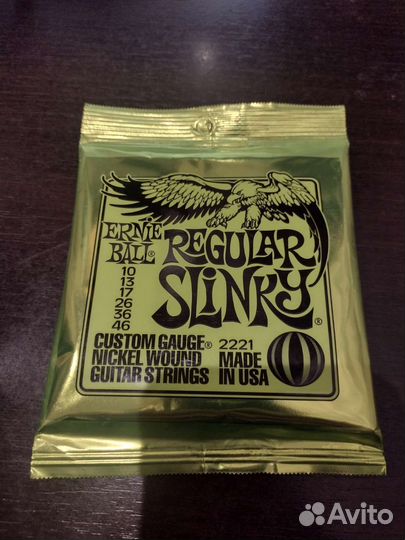 ERNIE BALL®
REGULAR
SLINKY®
10
13
17
26
36
46
CUSTOM GAUGE®
NICKEL WOUND
GUITAR STRINGS
2221
MADE
IN USA
Avito